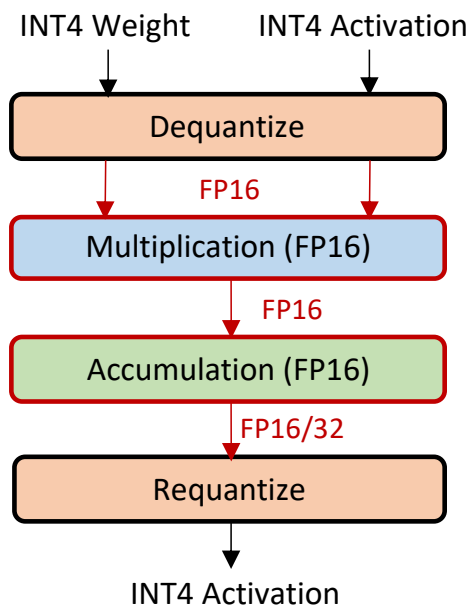 INT4 Weight INT4 Activation
Dequantize
FP16
Multiplication (FP16)
FP16
Accumulation (FP16)
FP16/32
Requantize
INT4 Activation